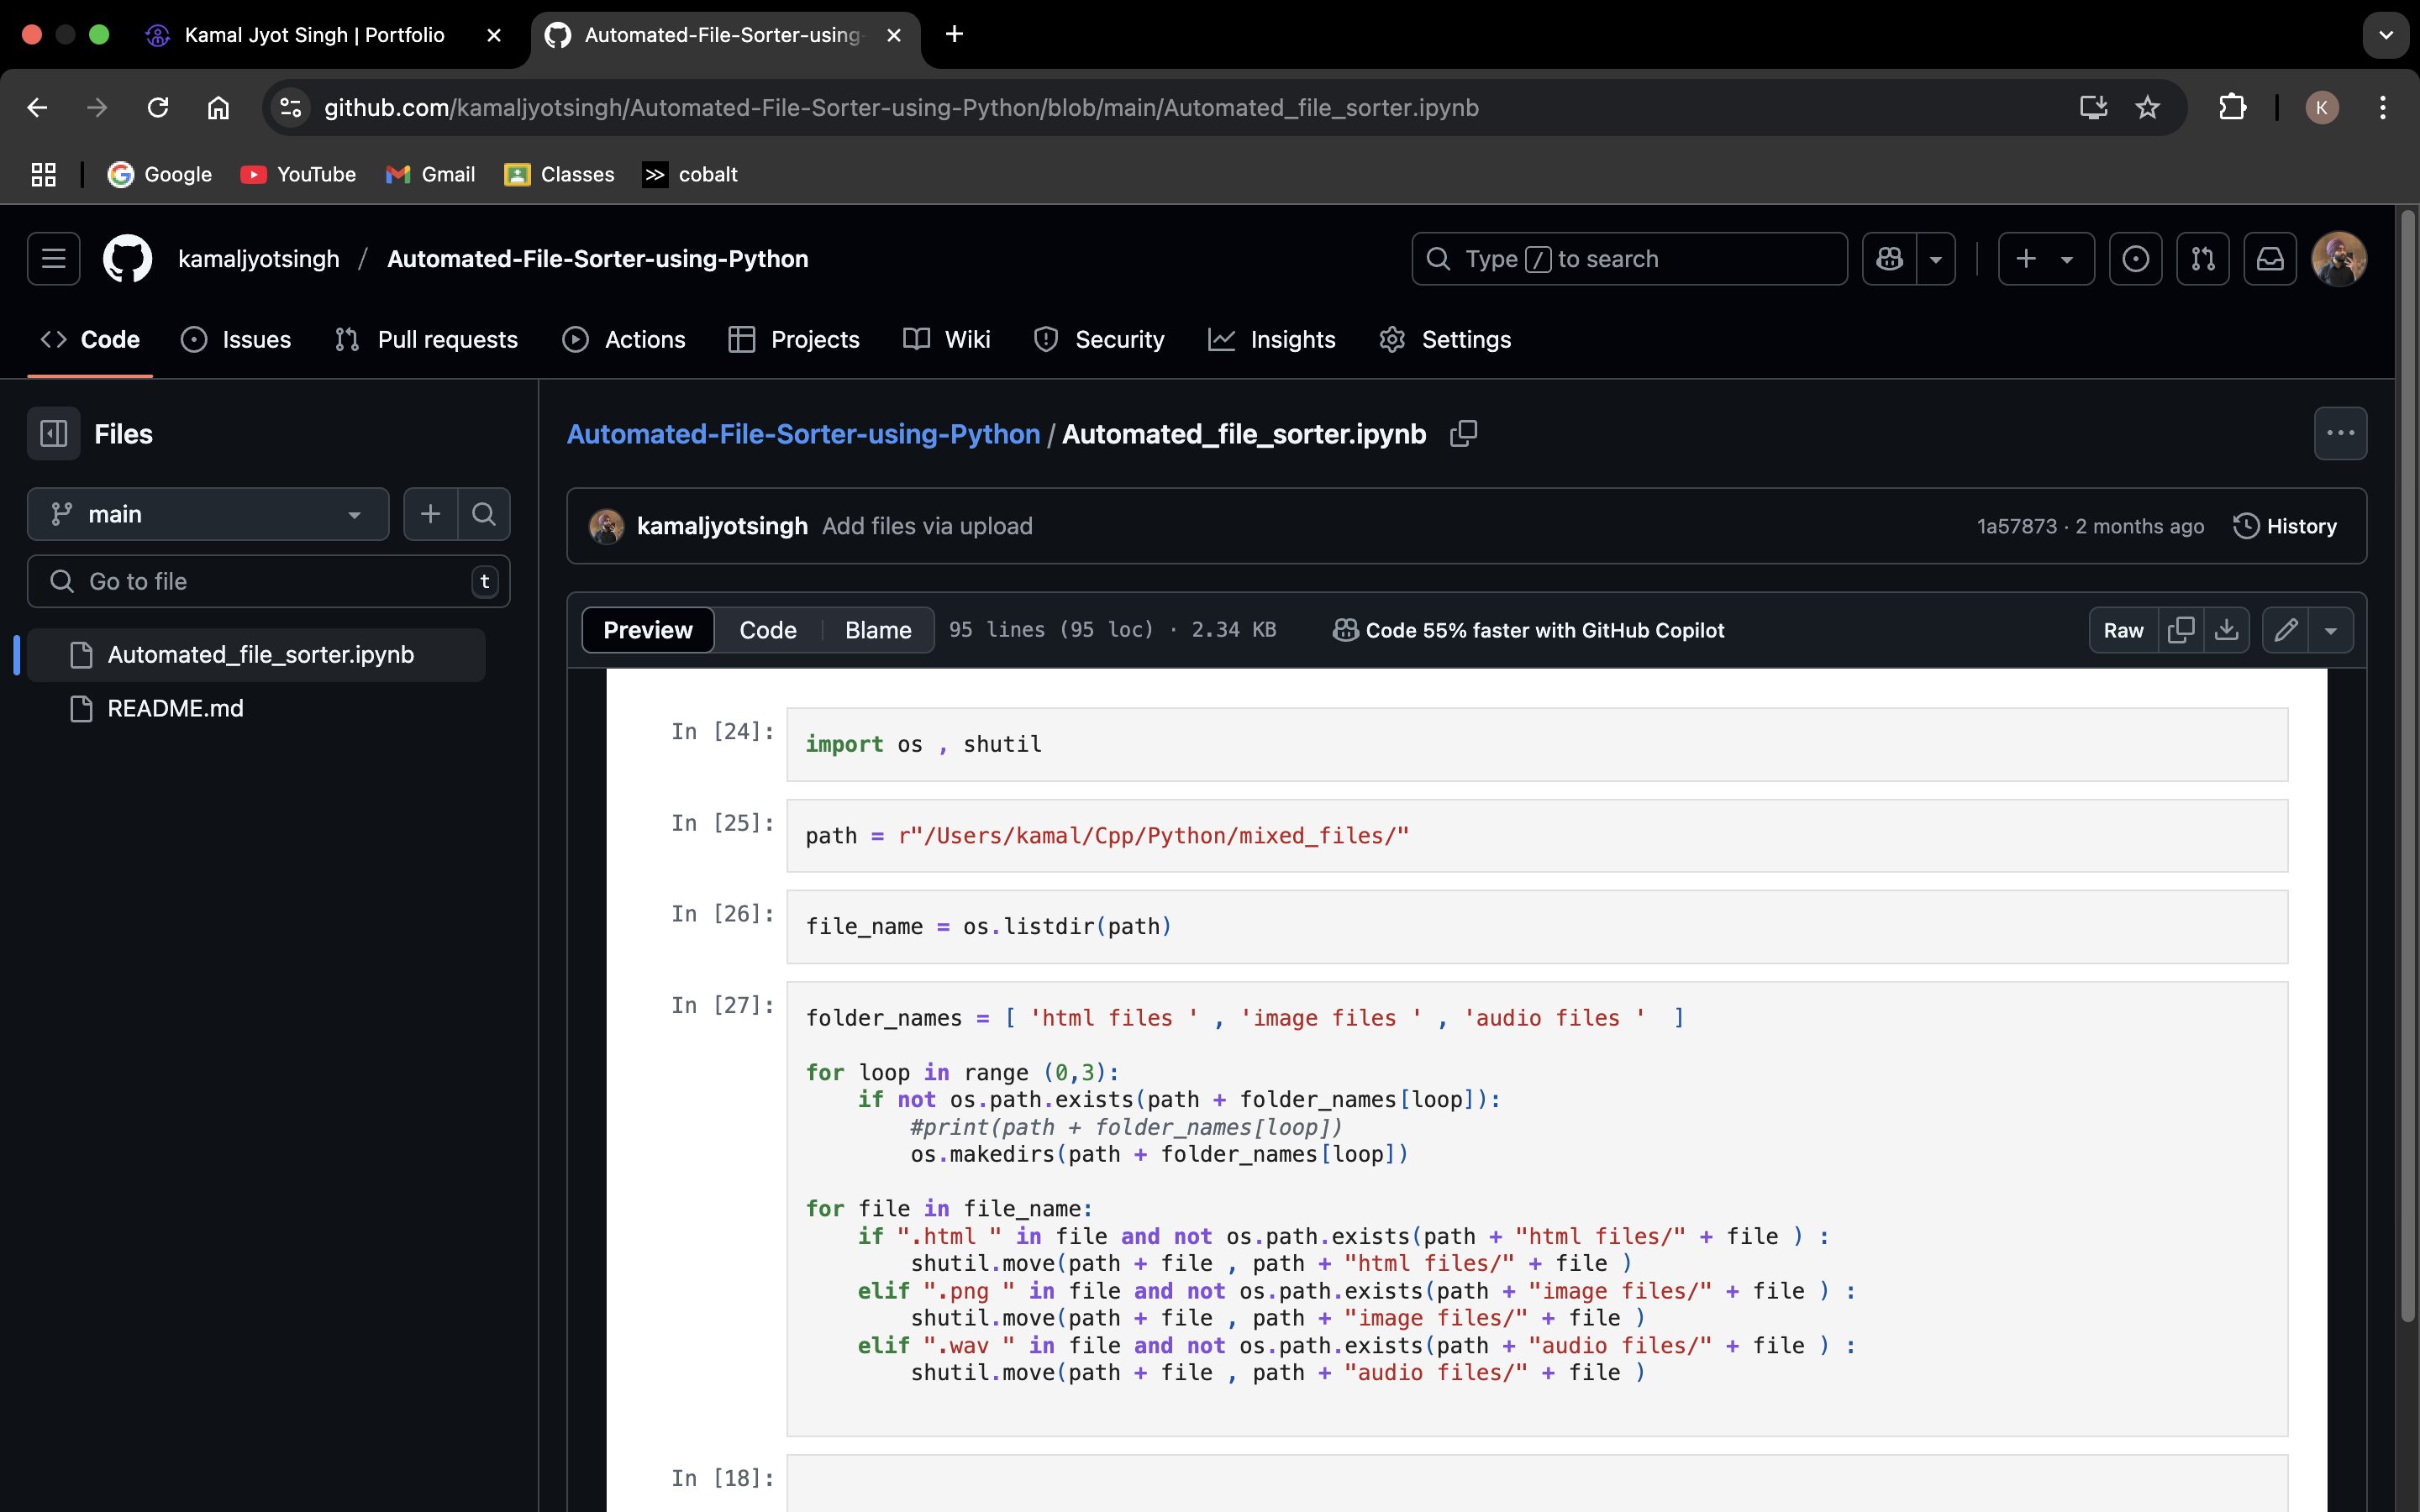 Kamal Jyot Singh | Portfolio
Automated-File-Sorter-using-
github.com/kamaljyotsingh/Automated-File-Sorter-using-Python/blob/main/Automated_file_sorter.ipynb
K
Google YouTube Gmail Classes cobalt
kamaljyotsingh / Automated-File-Sorter-using-Python
Type / to search
Code Issues Pull requests Actions Projects Wiki Security Insights Settings
Files
Automated-File-Sorter-using-Python / Automated_file_sorter.ipynb
main
kamaljyotsingh Add files via upload
1a57873 · 2 months ago History
Go to file t
Preview Code Blame 95 lines (95 loc) · 2.34 KB Code 55% faster with GitHub Copilot Raw
Automated_file_sorter.ipynb
README.md
In [24]: import os , shutil
In [25]: path = r"/Users/kamal/Cpp/Python/mixed_files/"
In [26]: file_name = os.listdir(path)
In [27]: folder_names = [ 'html files ' , 'image files ' , 'audio files '  ]
for loop in range (0,3):
    if not os.path.exists(path + folder_names[loop]):
        #print(path + folder_names[loop])
        os.makedirs(path + folder_names[loop])
for file in file_name:
    if ".html " in file and not os.path.exists(path + "html files/" + file ) :
        shutil.move(path + file , path + "html files/" + file )
    elif ".png " in file and not os.path.exists(path + "image files/" + file ) :
        shutil.move(path + file , path + "image files/" + file )
    elif ".wav " in file and not os.path.exists(path + "audio files/" + file ) :
        shutil.move(path + file , path + "audio files/" + file )
In [18]: